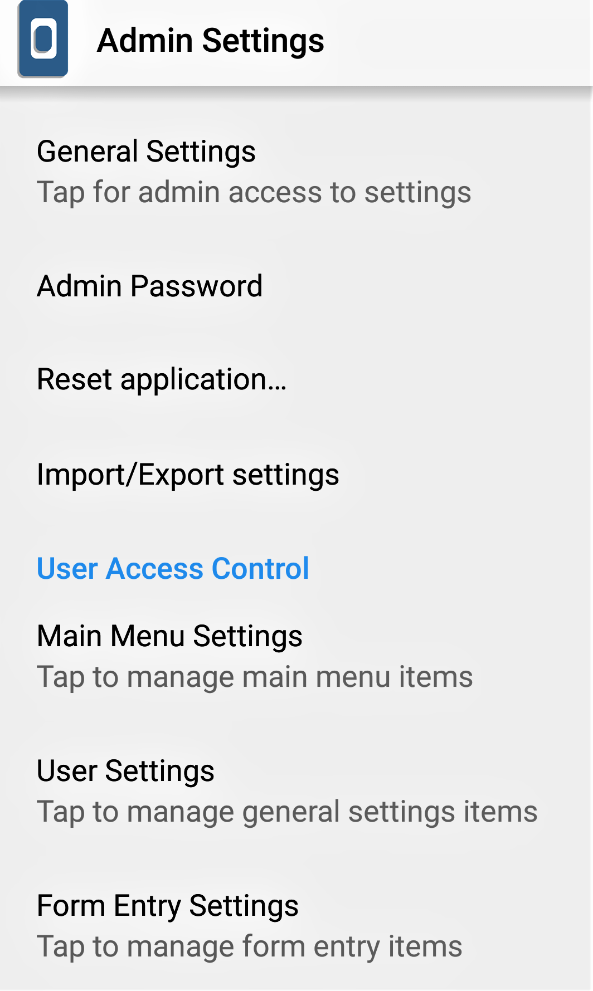 Admin Settings
General Settings
Tap for admin access to settings
Admin Password
Reset application...
Import/Export settings
User Access Control
Main Menu Settings
Tap to manage main menu items
User Settings
Tap to manage general settings items
Form Entry Settings
Tap to manage form entry items